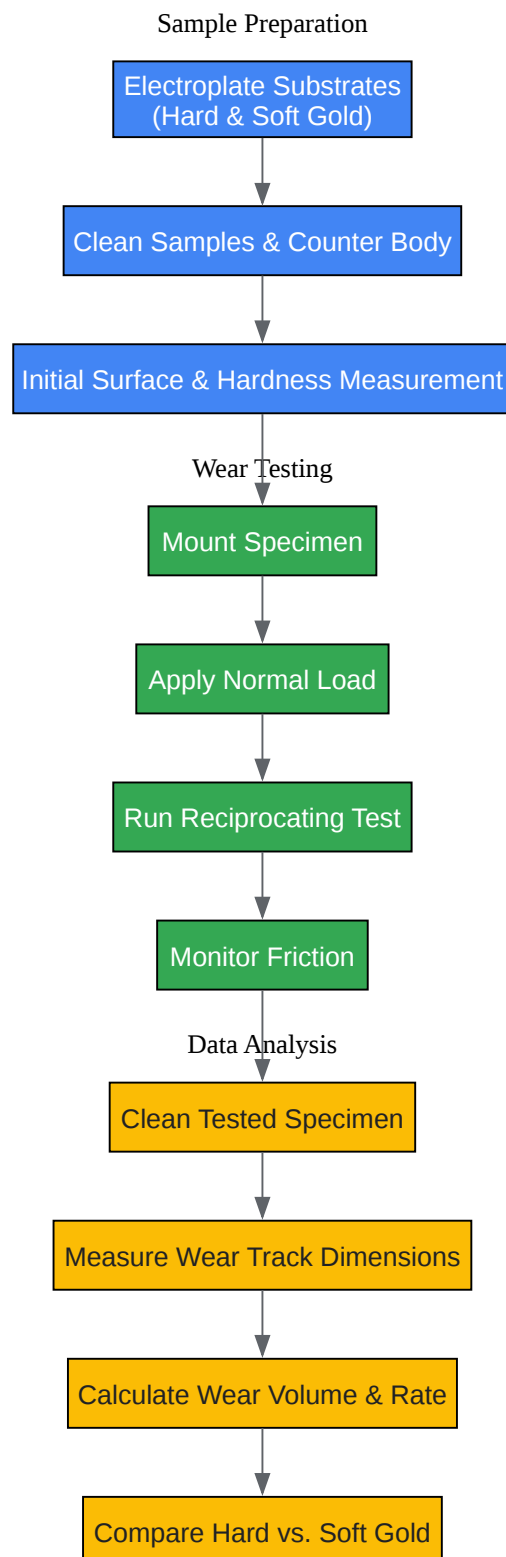 Sample Preparation
Electroplate Substrates
(Hard & Soft Gold)
Clean Samples & Counter Body
Initial Surface & Hardness Measurement
Wear Testing
Mount Specimen
Apply Normal Load
Run Reciprocating Test
Monitor Friction
Data Analysis
Clean Tested Specimen
Measure Wear Track Dimensions
Calculate Wear Volume & Rate
Compare Hard vs. Soft Gold